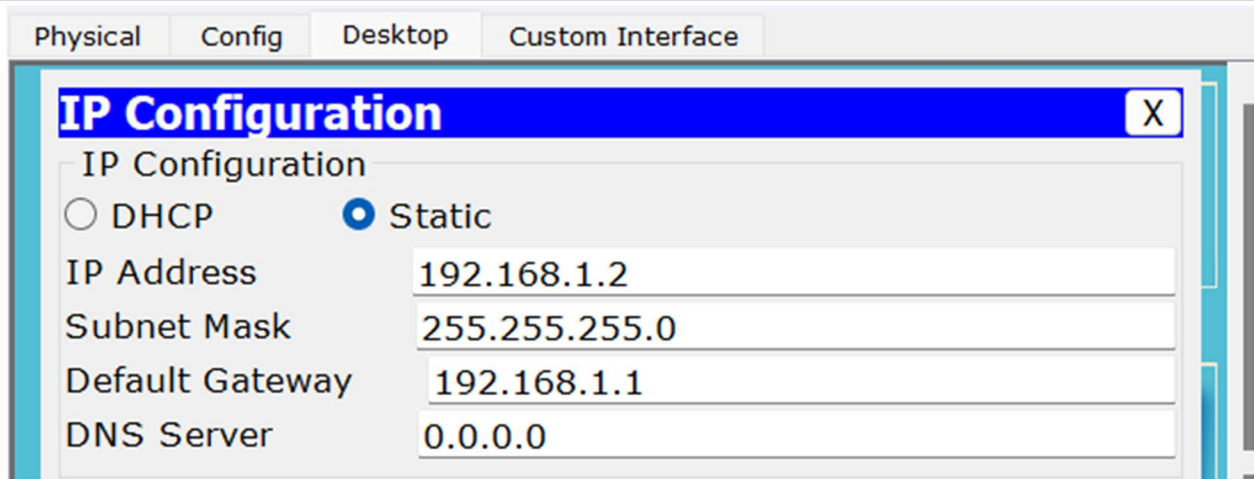 Physical Config Desktop Custom Interface
IP Configuration X
IP Configuration
DHCP Static
IP Address 192.168.1.2
Subnet Mask 255.255.255.0
Default Gateway 192.168.1.1
DNS Server 0.0.0.0